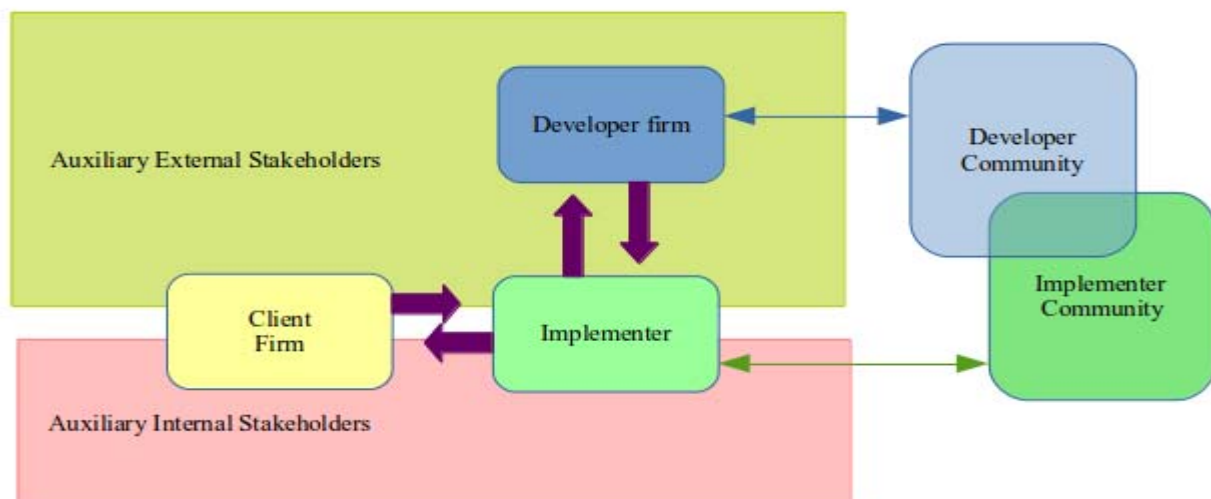 Developer firm
Developer
Community
Auxiliary External Stakeholders
Implementer
Community
Client
Firm
Implementer
Auxiliary Internal Stakeholders